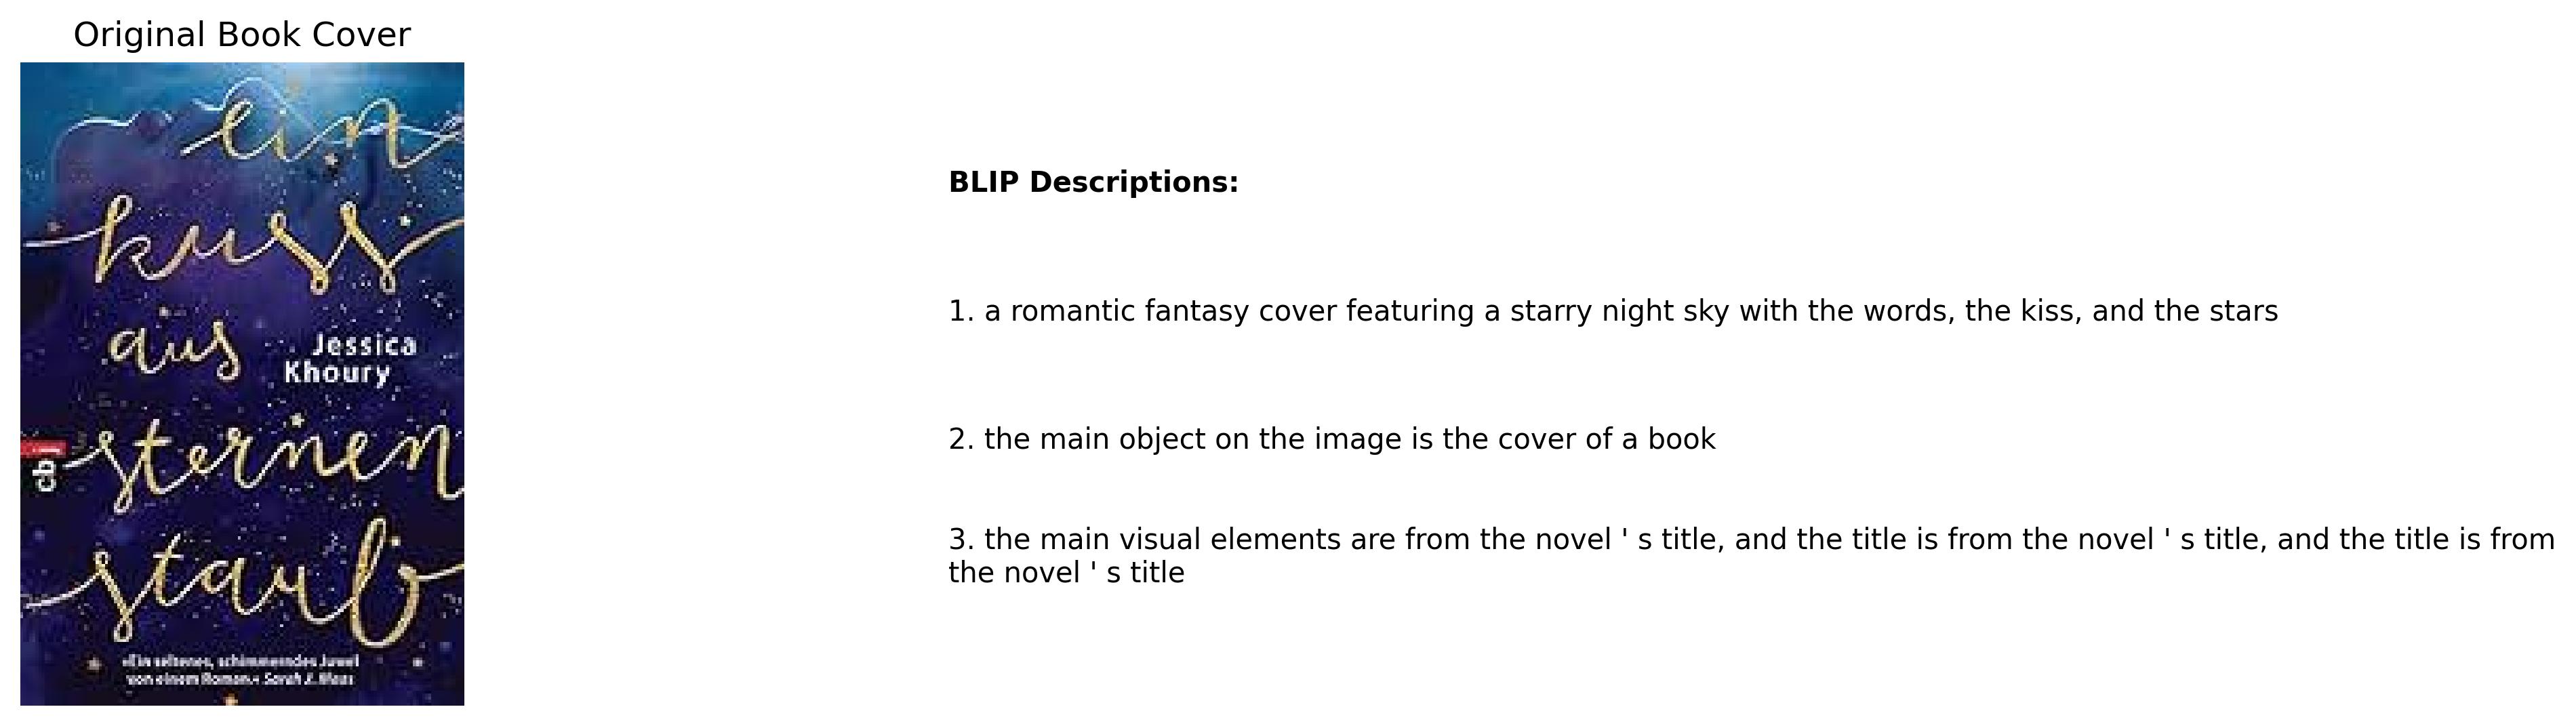 Original Book Cover
ein
kuss
aus
Jessica
Khoury
sternen
cbj
staub
»Ein seltenes, schimmerndes Juwel
von einem Roman.« Sarah J. Maas
BLIP Descriptions:
1. a romantic fantasy cover featuring a starry night sky with the words, the kiss, and the stars
2. the main object on the image is the cover of a book
3. the main visual elements are from the novel ' s title, and the title is from the novel ' s title, and the title is from
the novel ' s title